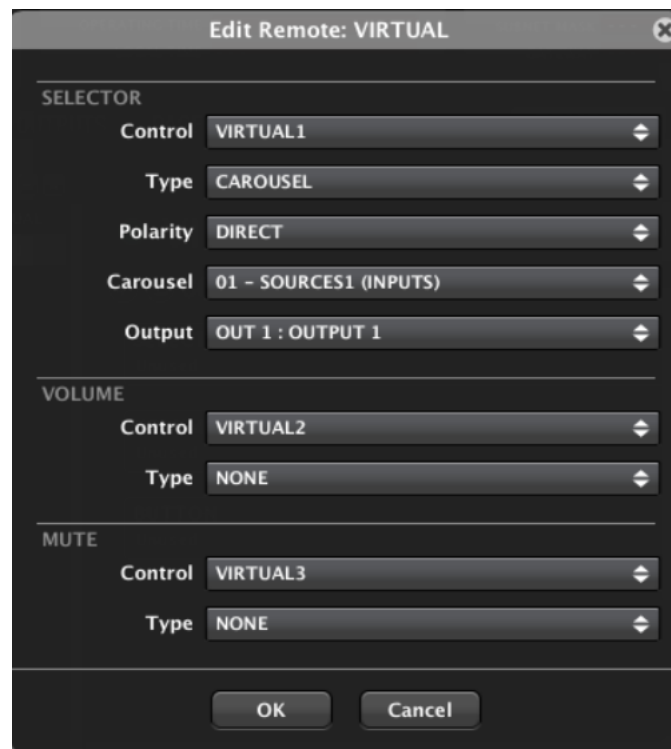 Edit Remote: VIRTUAL
SELECTOR
Control VIRTUAL1
Type CAROUSEL
Polarity DIRECT
Carousel 01 – SOURCES1 (INPUTS)
Output OUT 1 : OUTPUT 1
VOLUME
Control VIRTUAL2
Type NONE
MUTE
Control VIRTUAL3
Type NONE
OK Cancel